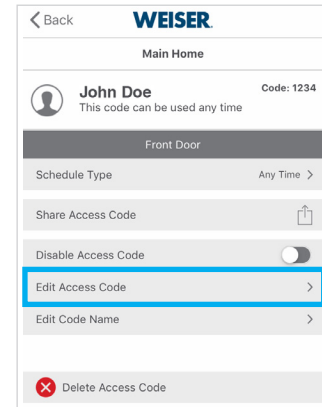 Back WEISER
Main Home
John Doe Code: 1234
This code can be used any time
Front Door
Schedule Type Any Time
Share Access Code
Disable Access Code
Edit Access Code
Edit Code Name
Delete Access Code